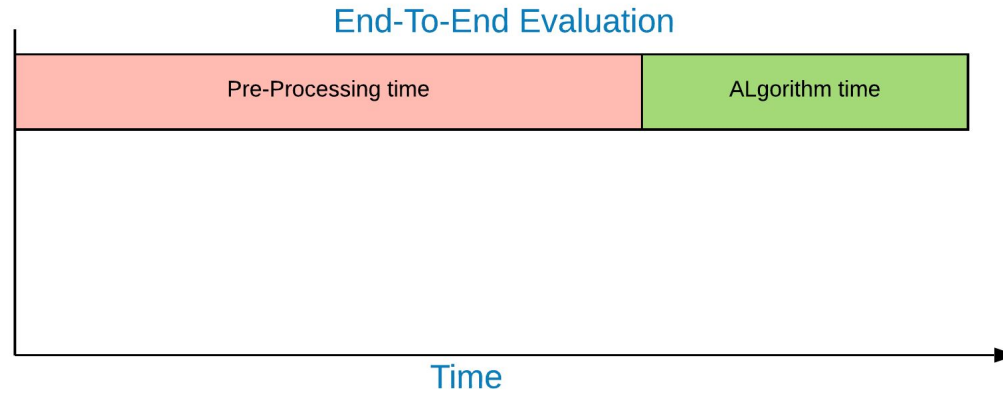 End-To-End Evaluation
Pre-Processing time
ALgorithm time
Time